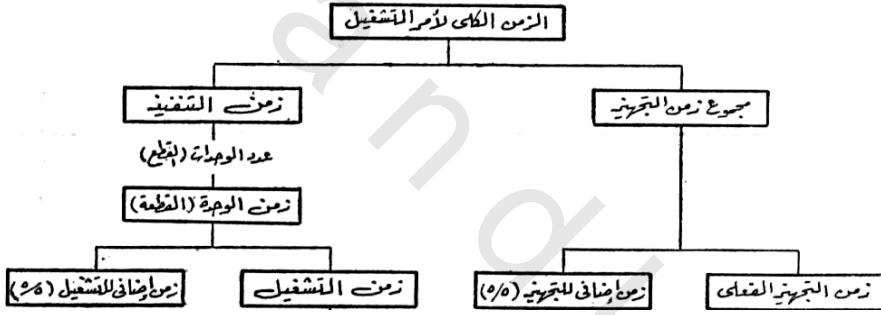 الزمن الكلى لأمر التشغيل
مجموع زمن التجهيز
زمن التنفيذ
عدد الوحدات (القطع)
زمن الوحدة (القطعة)
زمن التجهيز الفعلى
زمن إضافى للتجهيز (%)
زمن التشغيل
زمن إضافى للتشغيل (%)